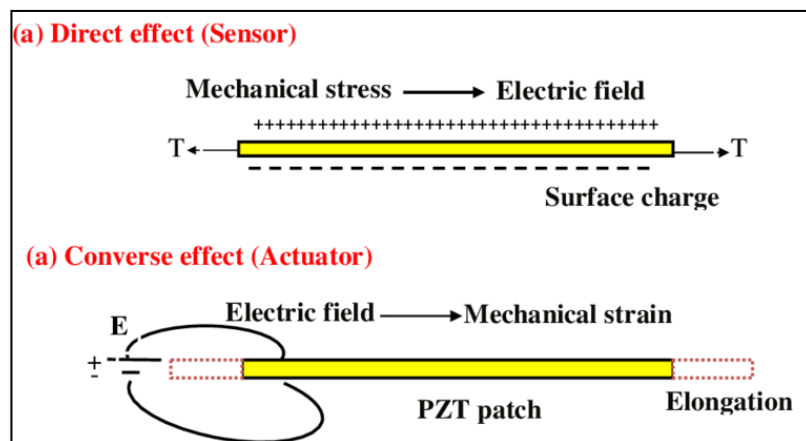 (a) Direct effect (Sensor)
Mechanical stress → Electric field
+++++++++++++++++++++++++++++++++++
T T
Surface charge
(a) Converse effect (Actuator)
Electric field → Mechanical strain
E
+
-
PZT patch Elongation